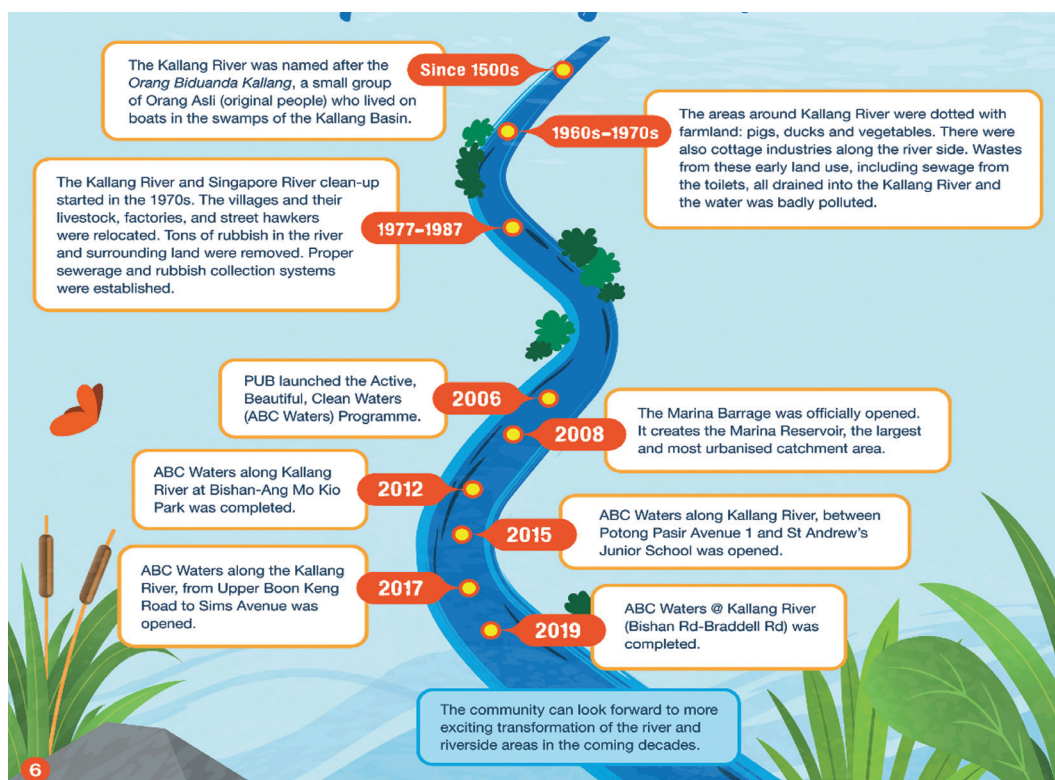 Since 1500s
The Kallang River was named after the
Orang Biduanda Kallang, a small group
of Orang Asli (original people) who lived on
boats in the swamps of the Kallang Basin.
1960s–1970s
The areas around Kallang River were dotted with
farmland: pigs, ducks and vegetables. There were
also cottage industries along the river side. Wastes
from these early land use, including sewage from
the toilets, all drained into the Kallang River and
the water was badly polluted.
1977–1987
The Kallang River and Singapore River clean-up
started in the 1970s. The villages and their
livestock, factories, and street hawkers
were relocated. Tons of rubbish in the river
and surrounding land were removed. Proper
sewerage and rubbish collection systems
were established.
2006
PUB launched the Active,
Beautiful, Clean Waters
(ABC Waters) Programme.
2008
The Marina Barrage was officially opened.
It creates the Marina Reservoir, the largest
and most urbanised catchment area.
2012
ABC Waters along Kallang
River at Bishan-Ang Mo Kio
Park was completed.
2015
ABC Waters along Kallang River, between
Potong Pasir Avenue 1 and St Andrew's
Junior School was opened.
2017
ABC Waters along the Kallang
River, from Upper Boon Keng
Road to Sims Avenue was
opened.
2019
ABC Waters @ Kallang River
(Bishan Rd-Braddell Rd) was
completed.
The community can look forward to more
exciting transformation of the river and
riverside areas in the coming decades.
6